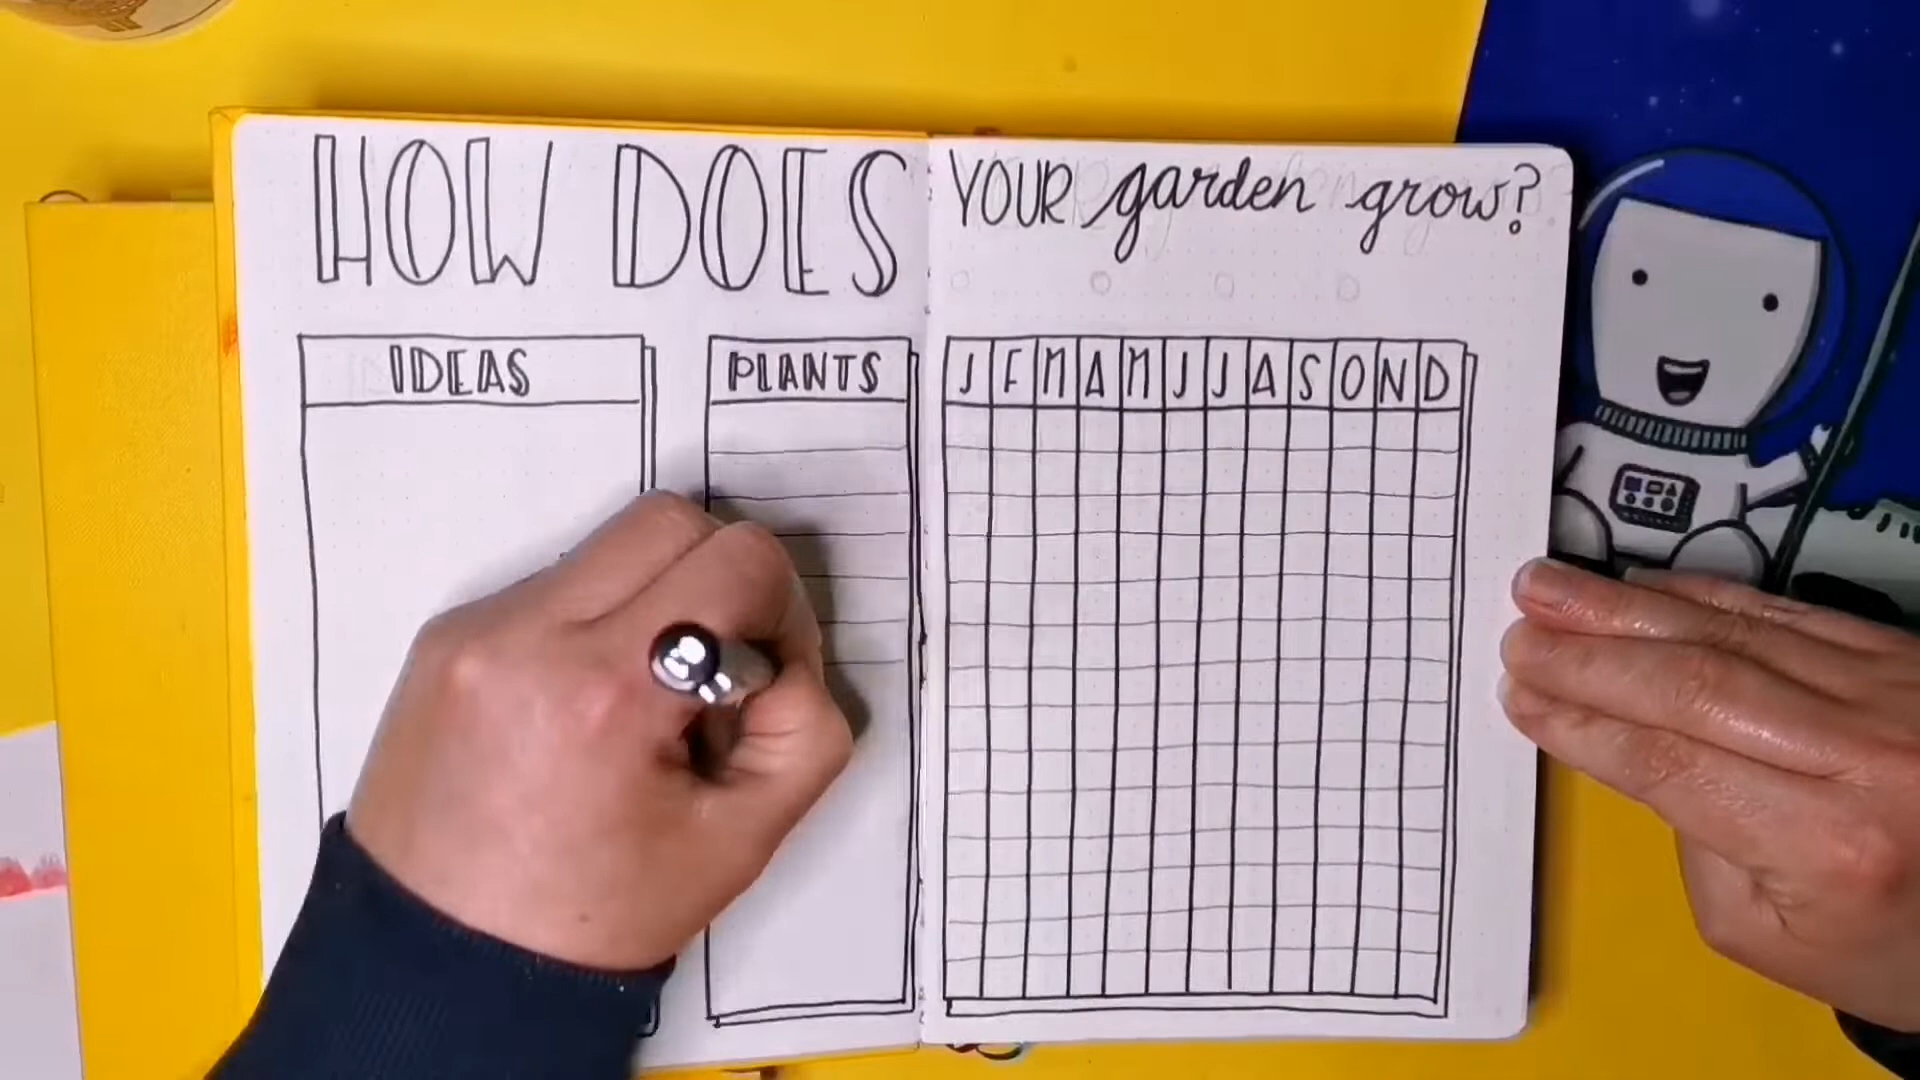 HOW DOES YOUR garden grow?
IDEAS
PLANTS
J F M A M J J A S O N D